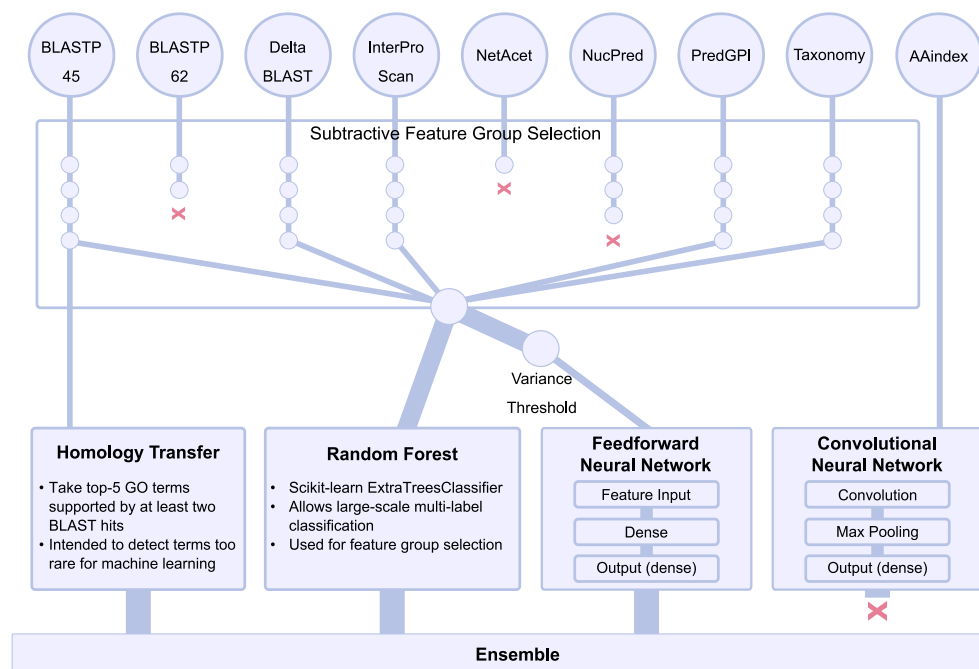 BLASTP
45
BLASTP
62
Delta
BLAST
InterPro
Scan
NetAcet
NucPred
PredGPI
Taxonomy
AAindex
Subtractive Feature Group Selection
x
x
x
Variance
Threshold
Homology Transfer
• Take top-5 GO terms
supported by at least two
BLAST hits
• Intended to detect terms too
rare for machine learning
Random Forest
• Scikit-learn ExtraTreesClassifier
• Allows large-scale multi-label
classification
• Used for feature group selection
Feedforward
Neural Network
Feature Input
Dense
Output (dense)
Convolutional
Neural Network
Convolution
Max Pooling
Output (dense)
x
Ensemble